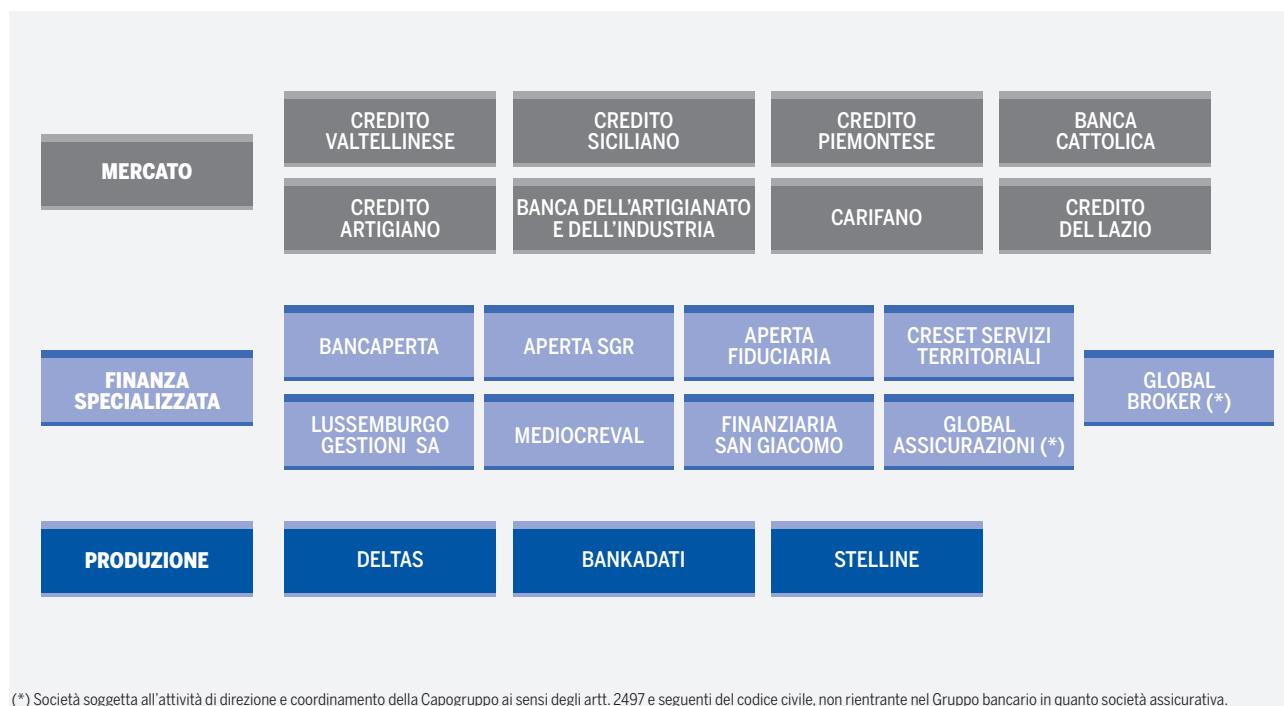 MERCATO
CREDITO
VALTELLINESE
CREDITO
SICILIANO
CREDITO
PIEMONTESE
BANCA
CATTOLICA
CREDITO
ARTIGIANO
BANCA DELL'ARTIGIANATO
E DELL'INDUSTRIA
CARIFANO
CREDITO
DEL LAZIO
FINANZA
SPECIALIZZATA
BANCAPERTA
APERTA SGR
APERTA
FIDUCIARIA
CRESET SERVIZI
TERRITORIALI
LUSSEMBURGO
GESTIONI SA
MEDIOCREVAL
FINANZIARIA
SAN GIACOMO
GLOBAL
ASSICURAZIONI (*)
GLOBAL
BROKER (*)
PRODUZIONE
DELTAS
BANKADATI
STELLINE
(*) Società soggetta all'attività di direzione e coordinamento della Capogruppo ai sensi degli artt. 2497 e seguenti del codice civile, non rientrante nel Gruppo bancario in quanto società assicurativa.